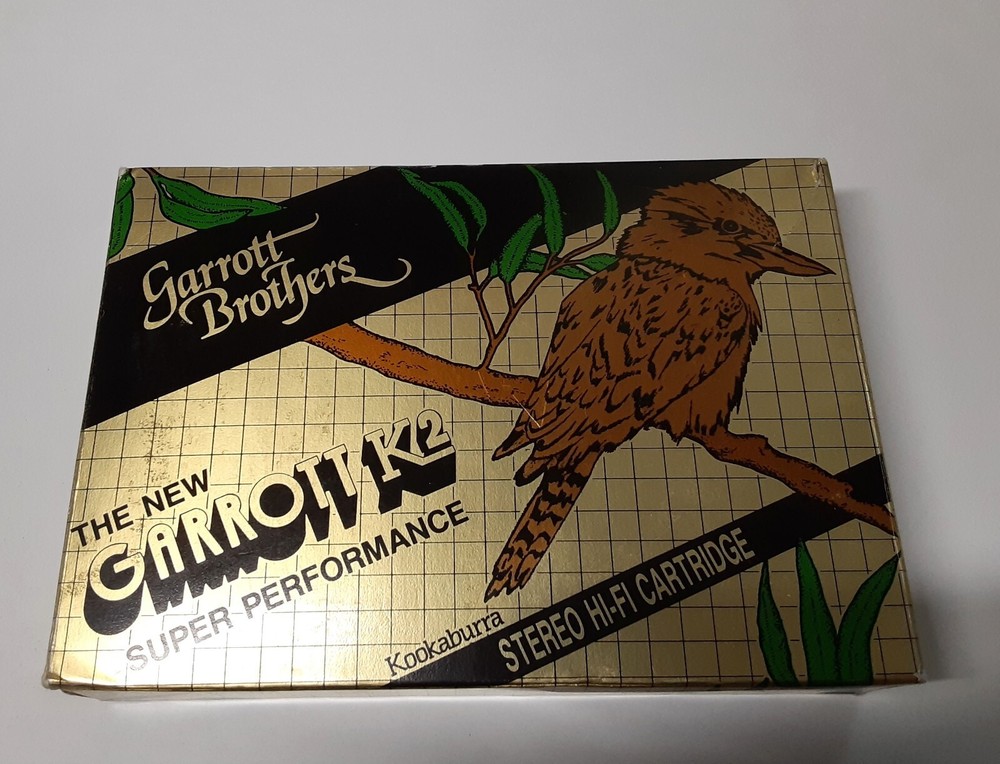 Garrott
Brothers
THE NEW
GARROTT K2
SUPER PERFORMANCE
Kookaburra
STEREO HI-FI CARTRIDGE